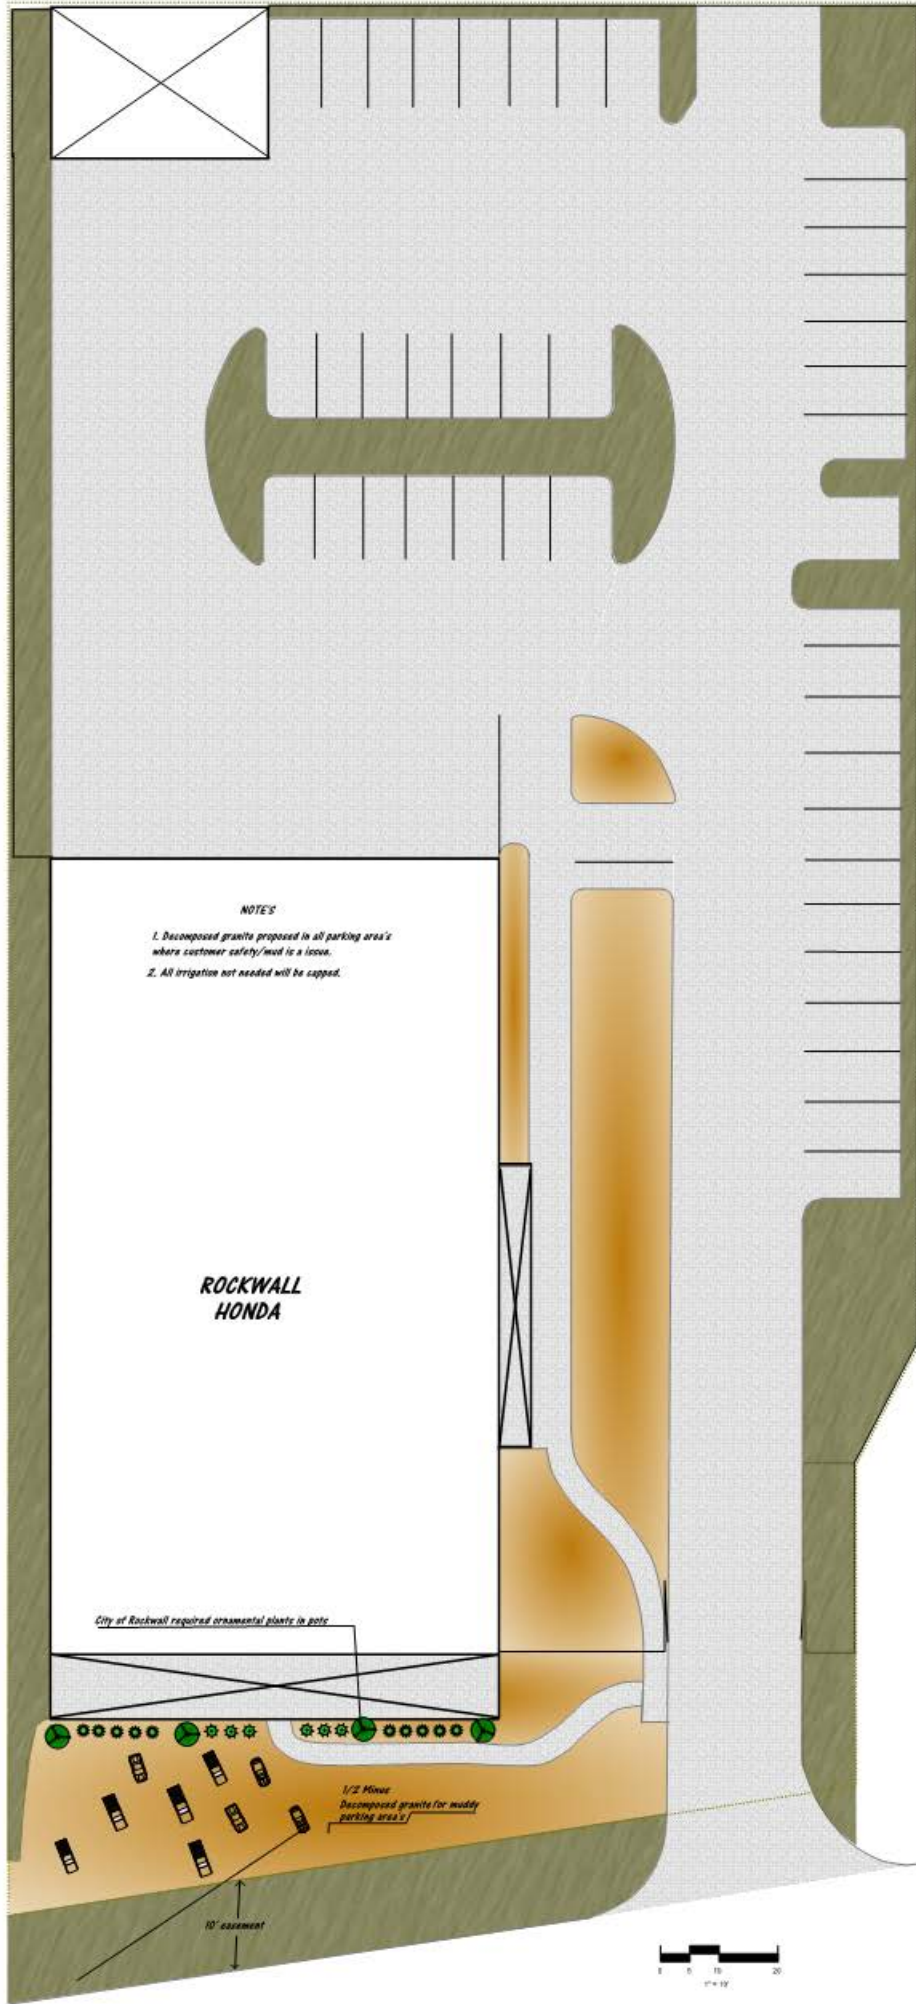 NOTE'S
1. Decomposed granite proposed in all parking area's
where customer safety/mud is a issue.
2. All irrigation not needed will be capped.
ROCKWALL
HONDA
City of Rockwall required ornamental plants in pots
1/2 Minus
Decomposed granite for muddy
parking area's
10' easement
0 5 10 20
1" = 10'